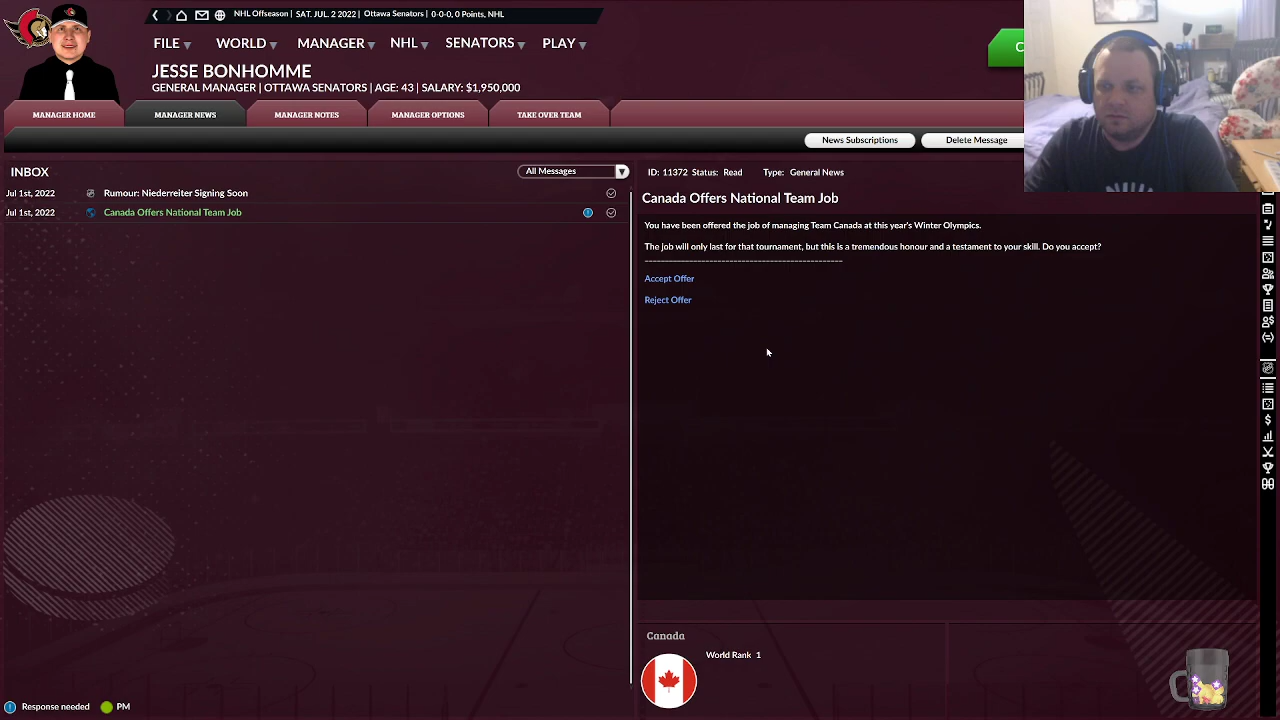 NHL Offseason | SAT. JUL. 2 2022 | Ottawa Senators | 0-0-0, 0 Points, NHL
FILE WORLD MANAGER NHL SENATORS PLAY
C
JESSE BONHOMME
GENERAL MANAGER | OTTAWA SENATORS | AGE: 43 | SALARY: $1,950,000
MANAGER HOME MANAGER NEWS MANAGER NOTES MANAGER OPTIONS TAKE OVER TEAM
News Subscriptions Delete Message
INBOX All Messages
Jul 1st, 2022 Rumour: Niederreiter Signing Soon
Jul 1st, 2022 Canada Offers National Team Job
ID: 11372 Status: Read Type: General News
Canada Offers National Team Job
You have been offered the job of managing Team Canada at this year's Winter Olympics.
The job will only last for that tournament, but this is a tremendous honour and a testament to your skill. Do you accept?
Accept Offer
Reject Offer
Canada
World Rank 1
Response needed PM